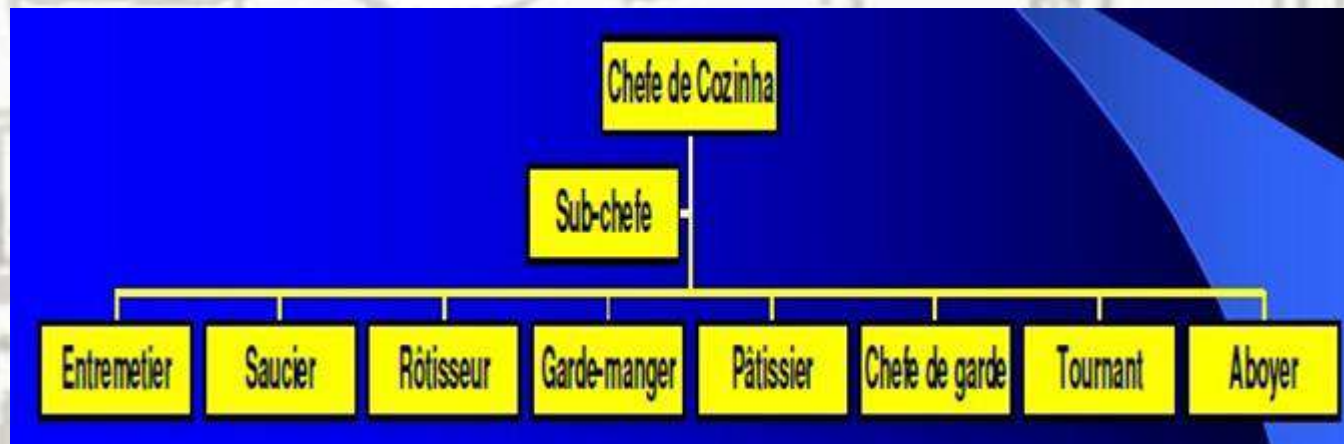 Chefe de Cozinha
Sub-chefe
Entremetier
Saucier
Rôtisseur
Garde-manger
Pâtissier
Chefe de garde
Tournant
Aboyer